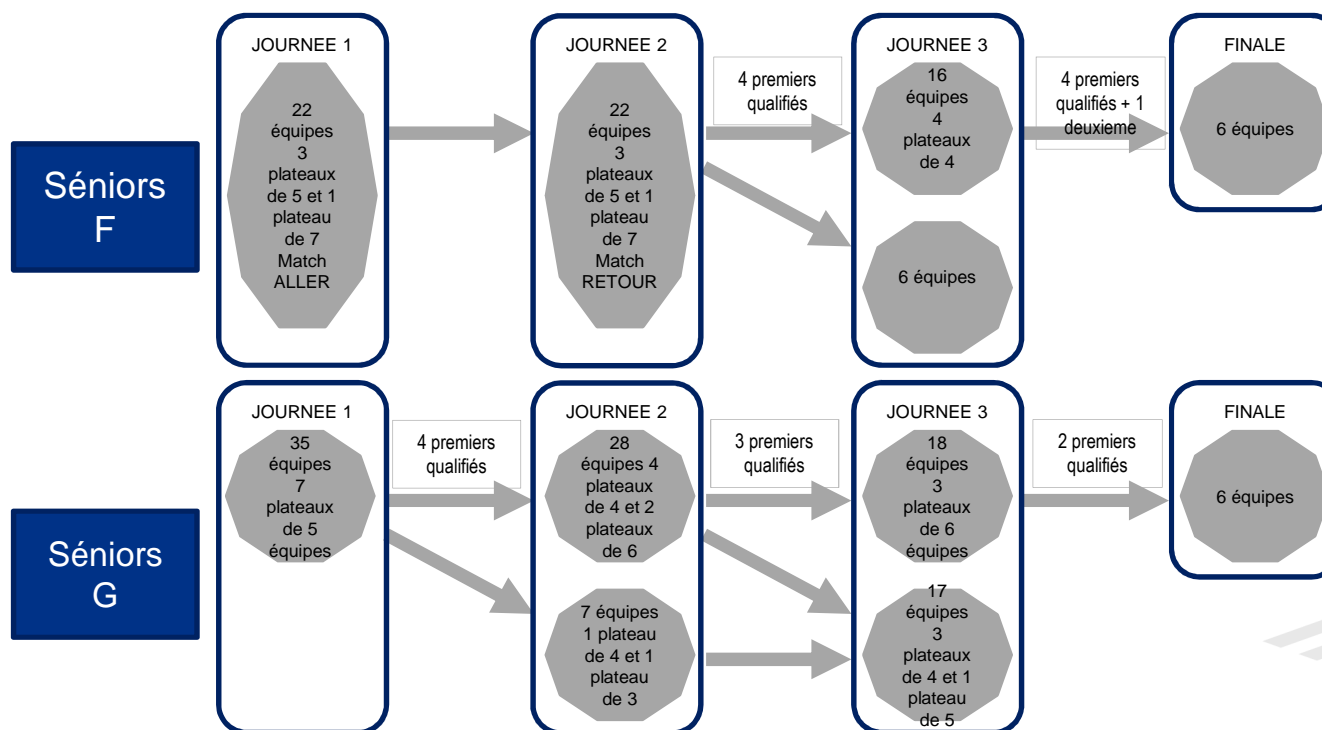 Séniors
F
JOURNEE 1
22
équipes
3
plateaux
de 5 et 1
plateau
de 7
Match
ALLER
JOURNEE 2
22
équipes
3
plateaux
de 5 et 1
plateau
de 7
Match
RETOUR
4 premiers
qualifiés
JOURNEE 3
16
équipes
4
plateaux
de 4
6 équipes
4 premiers
qualifiés + 1
deuxieme
FINALE
6 équipes
Séniors
G
JOURNEE 1
35
équipes
7
plateaux
de 5
équipes
4 premiers
qualifiés
JOURNEE 2
28
équipes 4
plateaux
de 4 et 2
plateaux
de 6
7 équipes
1 plateau
de 4 et 1
plateau
de 3
3 premiers
qualifiés
JOURNEE 3
18
équipes
3
plateaux
de 6
équipes
17
équipes
3
plateaux
de 4 et 1
plateau
de 5
2 premiers
qualifiés
FINALE
6 équipes